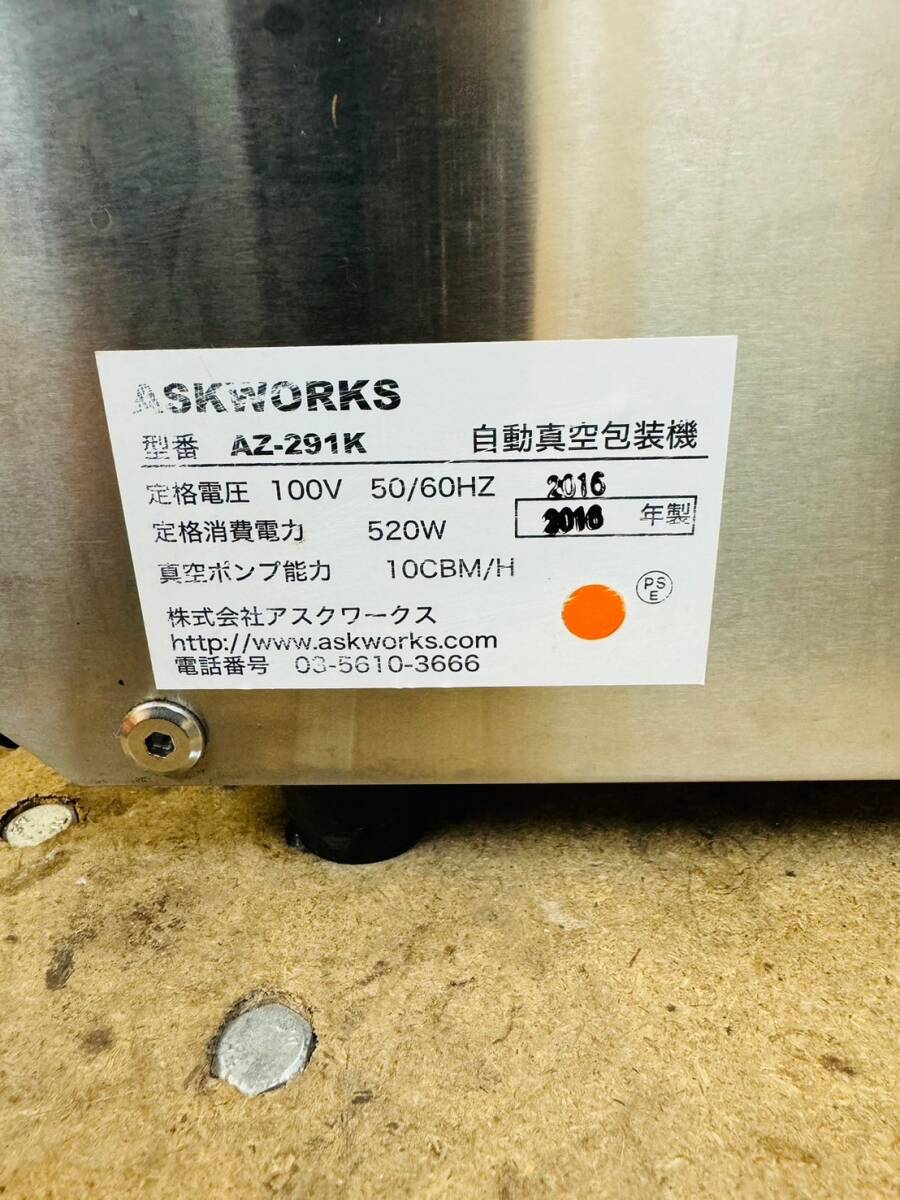 ASKWORKS
型番 AZ-291K 自動真空包装機
定格電圧 100V 50/60HZ 2016
定格消費電力 520W 2016 年製
真空ポンプ能力 10CBM/H
株式会社アスクワークス
PS
E
http://www.askworks.com
電話番号 03-5610-3666